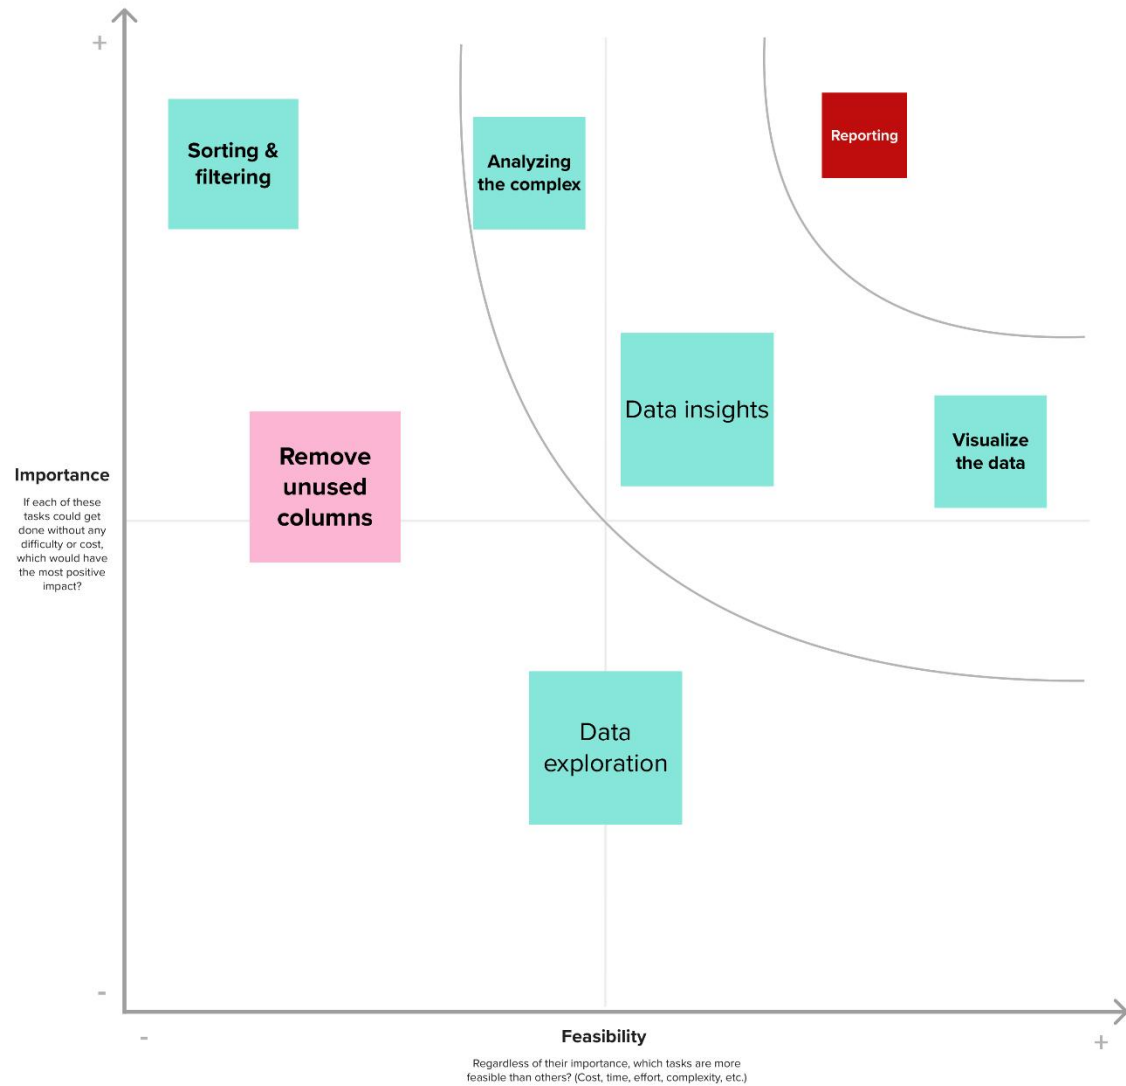 +
Sorting &
filtering
Analyzing
the complex
Reporting
Data insights
Visualize
the data
Remove
unused
columns
Importance
If each of these
tasks could get
done without any
difficulty or cost,
which would have
the most positive
impact?
Data
exploration
-
-
Feasibility
+
Regardless of their importance, which tasks are more
feasible than others? (Cost, time, effort, complexity, etc.)